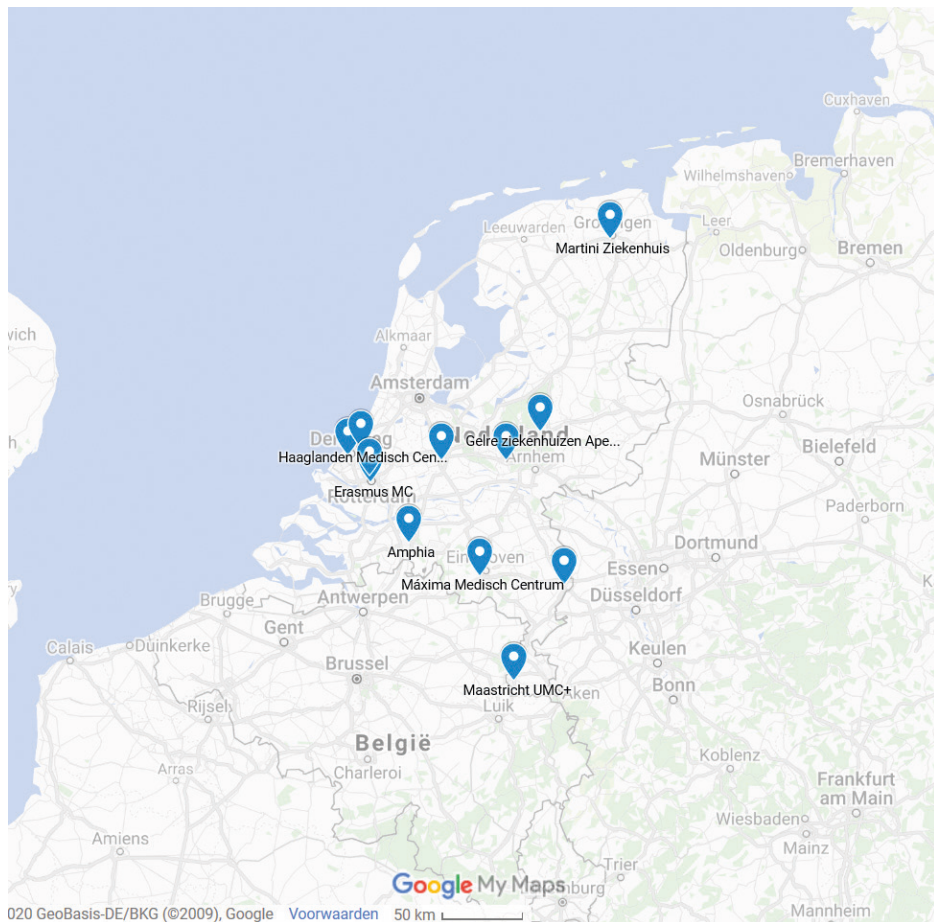 Cuxhaven
Bremerhaven
Wilhelmshaven
Leeuwarden
Leer
Oldenburg
Bremen
Martini Ziekenhuis
wich
Alkmaar
Amsterdam
Osnabrück
Gelre ziekenhuizen Ape...
Haaglanden Medisch Cen...
Arnhem
Bielefeld
Münster
Erasmus MC
Rotterdam
Paderborn
Amphia
Dortmund
Eindhoven
Essen
Máxima Medisch Centrum
Düsseldorf
Brugge
Antwerpen
Calais
Duinkerke
Gent
Keulen
Brussel
Maastricht UMC+
Aken
Bonn
Rijsel
Luik
België
Koblenz
Arras
Charleroi
Frankfurt
am Main
Wiesbaden
Amiens
Mainz
Trier
Google My Maps
Mannheim
020 GeoBasis-DE/BKG (©2009), Google Voorwaarden 50 km